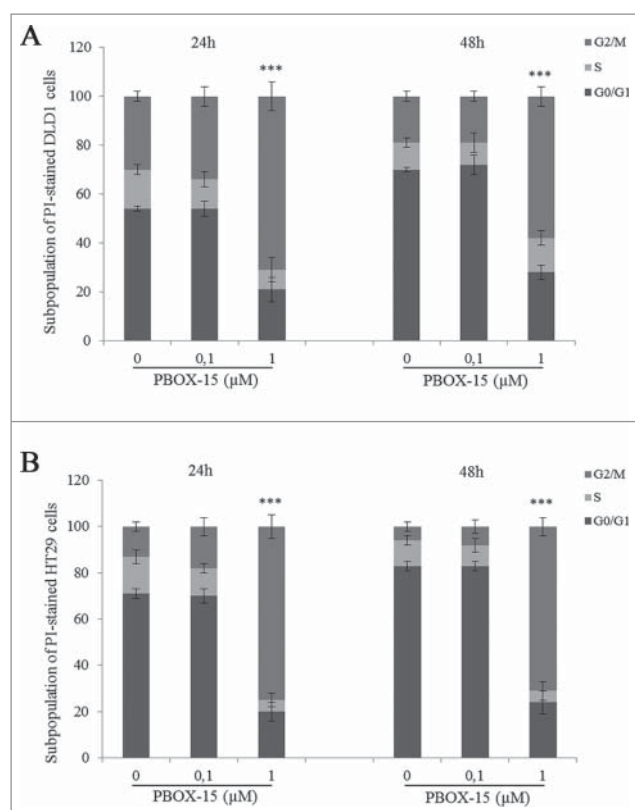 A
24h
48h
G2/M
S
G0/G1
120
100
80
60
40
20
0
Subpopulation of P1-stained DLD1 cells
***
***
0
0,1
1
0
0,1
1
PBOX-15 (μM)
PBOX-15 (μM)
B
24h
48h
G2/M
S
G0/G1
120
100
80
60
40
20
0
Subpopulation of P1-stained HT29 cells
***
***
0
0,1
1
0
0,1
1
PBOX-15 (μM)
PBOX-15 (μM)